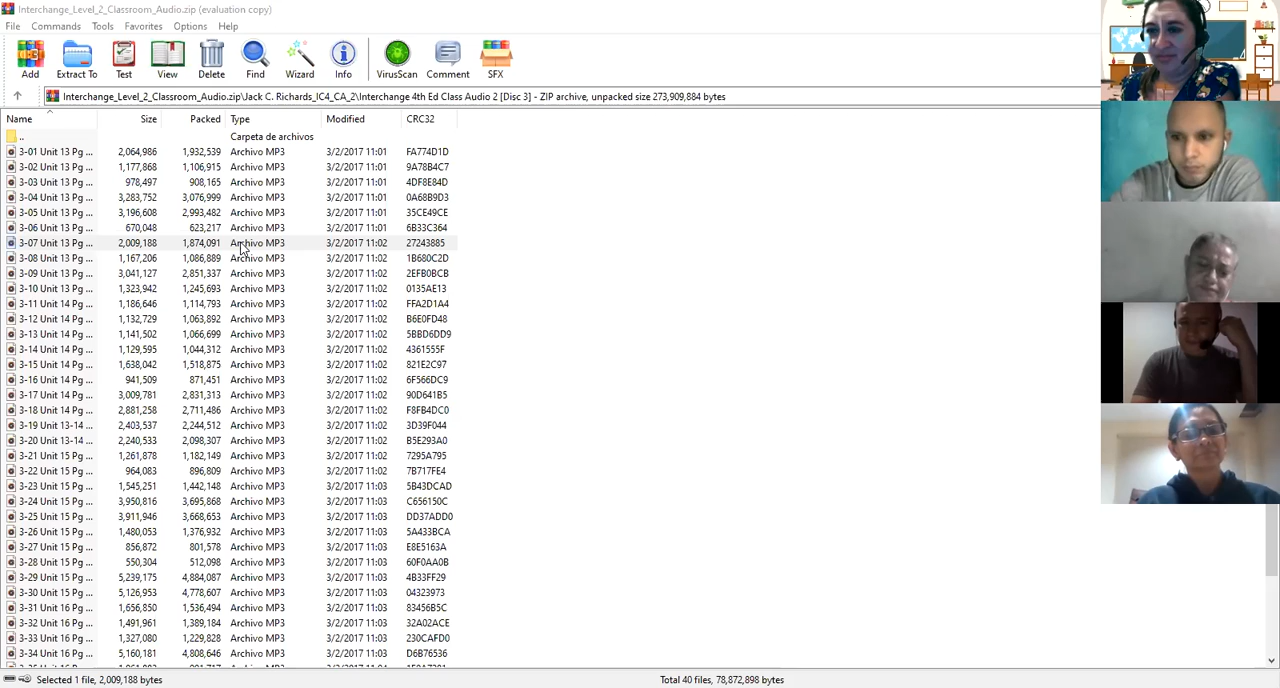 Interchange_Level_2_Classroom_Audio.zip (evaluation copy)
File Commands Tools Favorites Options Help
Add Extract To Test View Delete Find Wizard Info VirusScan Comment SFX
Interchange_Level_2_Classroom_Audio.zip\Jack C. Richards_IC4_CA_2\Interchange 4th Ed Class Audio 2 [Disc 3] - ZIP archive, unpacked size 273,909,884 bytes
Name Size Packed Type Modified CRC32
.. Carpeta de archivos
3-01 Unit 13 Pg ... 2,064,986 1,932,539 Archivo MP3 3/2/2017 11:01 FA774D1D
3-02 Unit 13 Pg ... 1,177,868 1,106,915 Archivo MP3 3/2/2017 11:01 9A78B4C7
3-03 Unit 13 Pg ... 978,497 908,165 Archivo MP3 3/2/2017 11:01 4DF8E84D
3-04 Unit 13 Pg ... 3,283,752 3,076,999 Archivo MP3 3/2/2017 11:01 0A68B9D3
3-05 Unit 13 Pg ... 3,196,608 2,993,482 Archivo MP3 3/2/2017 11:01 35CE49CE
3-06 Unit 13 Pg ... 670,048 623,217 Archivo MP3 3/2/2017 11:01 6B33C364
3-07 Unit 13 Pg ... 2,009,188 1,874,091 Archivo MP3 3/2/2017 11:02 27243885
3-08 Unit 13 Pg ... 1,167,206 1,086,889 Archivo MP3 3/2/2017 11:02 1B680C2D
3-09 Unit 13 Pg ... 3,041,127 2,851,337 Archivo MP3 3/2/2017 11:02 2EFB0BCB
3-10 Unit 13 Pg ... 1,323,942 1,245,693 Archivo MP3 3/2/2017 11:02 0135AE13
3-11 Unit 14 Pg ... 1,186,646 1,114,793 Archivo MP3 3/2/2017 11:02 FFA2D1A4
3-12 Unit 14 Pg ... 1,132,729 1,063,892 Archivo MP3 3/2/2017 11:02 B6E0FD48
3-13 Unit 14 Pg ... 1,141,502 1,066,699 Archivo MP3 3/2/2017 11:02 5BBD6DD9
3-14 Unit 14 Pg ... 1,129,595 1,044,312 Archivo MP3 3/2/2017 11:02 4361555F
3-15 Unit 14 Pg ... 1,638,042 1,518,875 Archivo MP3 3/2/2017 11:02 821E2C97
3-16 Unit 14 Pg ... 941,509 871,451 Archivo MP3 3/2/2017 11:02 6F566DC9
3-17 Unit 14 Pg ... 3,009,781 2,831,313 Archivo MP3 3/2/2017 11:02 90D641B5
3-18 Unit 14 Pg ... 2,881,258 2,711,486 Archivo MP3 3/2/2017 11:02 F8FB4DC0
3-19 Unit 13-14 ... 2,403,537 2,244,512 Archivo MP3 3/2/2017 11:02 3D39F044
3-20 Unit 13-14 ... 2,240,533 2,098,307 Archivo MP3 3/2/2017 11:02 B5E293A0
3-21 Unit 15 Pg ... 1,261,878 1,182,149 Archivo MP3 3/2/2017 11:02 7295A795
3-22 Unit 15 Pg ... 964,083 896,809 Archivo MP3 3/2/2017 11:02 7B717FE4
3-23 Unit 15 Pg ... 1,545,251 1,442,148 Archivo MP3 3/2/2017 11:03 5B43DCAD
3-24 Unit 15 Pg ... 3,950,816 3,695,868 Archivo MP3 3/2/2017 11:03 C656150C
3-25 Unit 15 Pg ... 3,911,946 3,668,653 Archivo MP3 3/2/2017 11:03 DD37ADD0
3-26 Unit 15 Pg ... 1,480,053 1,376,932 Archivo MP3 3/2/2017 11:03 5A433BCA
3-27 Unit 15 Pg ... 856,872 801,578 Archivo MP3 3/2/2017 11:03 E8E5163A
3-28 Unit 15 Pg ... 550,304 512,098 Archivo MP3 3/2/2017 11:03 60F0AA0B
3-29 Unit 15 Pg ... 5,239,175 4,884,087 Archivo MP3 3/2/2017 11:03 4B33FF29
3-30 Unit 15 Pg ... 5,126,953 4,778,607 Archivo MP3 3/2/2017 11:03 04323973
3-31 Unit 16 Pg ... 1,656,850 1,536,494 Archivo MP3 3/2/2017 11:03 83456B5C
3-32 Unit 16 Pg ... 1,491,961 1,389,184 Archivo MP3 3/2/2017 11:03 32A02ACE
3-33 Unit 16 Pg ... 1,327,080 1,229,828 Archivo MP3 3/2/2017 11:03 230CAFD0
3-34 Unit 16 Pg ... 5,160,181 4,808,646 Archivo MP3 3/2/2017 11:03 D6B76536
Selected 1 file, 2,009,188 bytes Total 40 files, 78,872,898 bytes